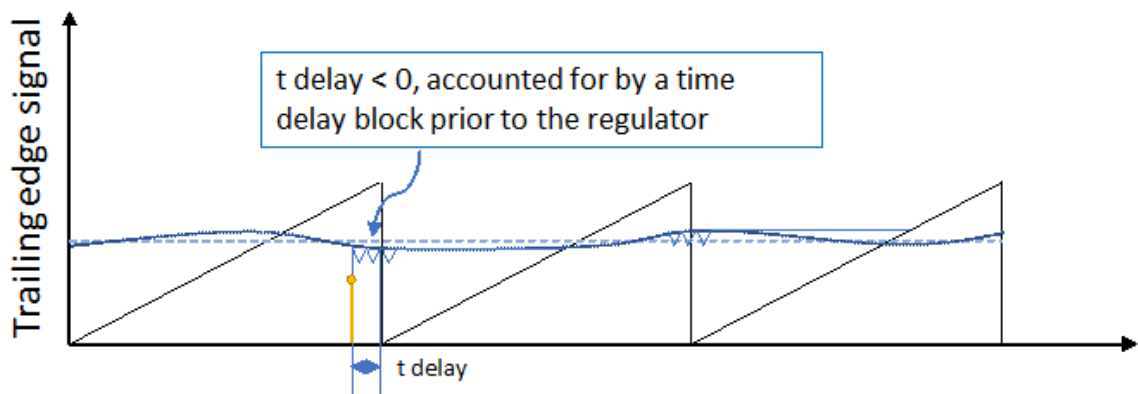 Trailing edge signal
t delay < 0, accounted for by a time
delay block prior to the regulator
t delay